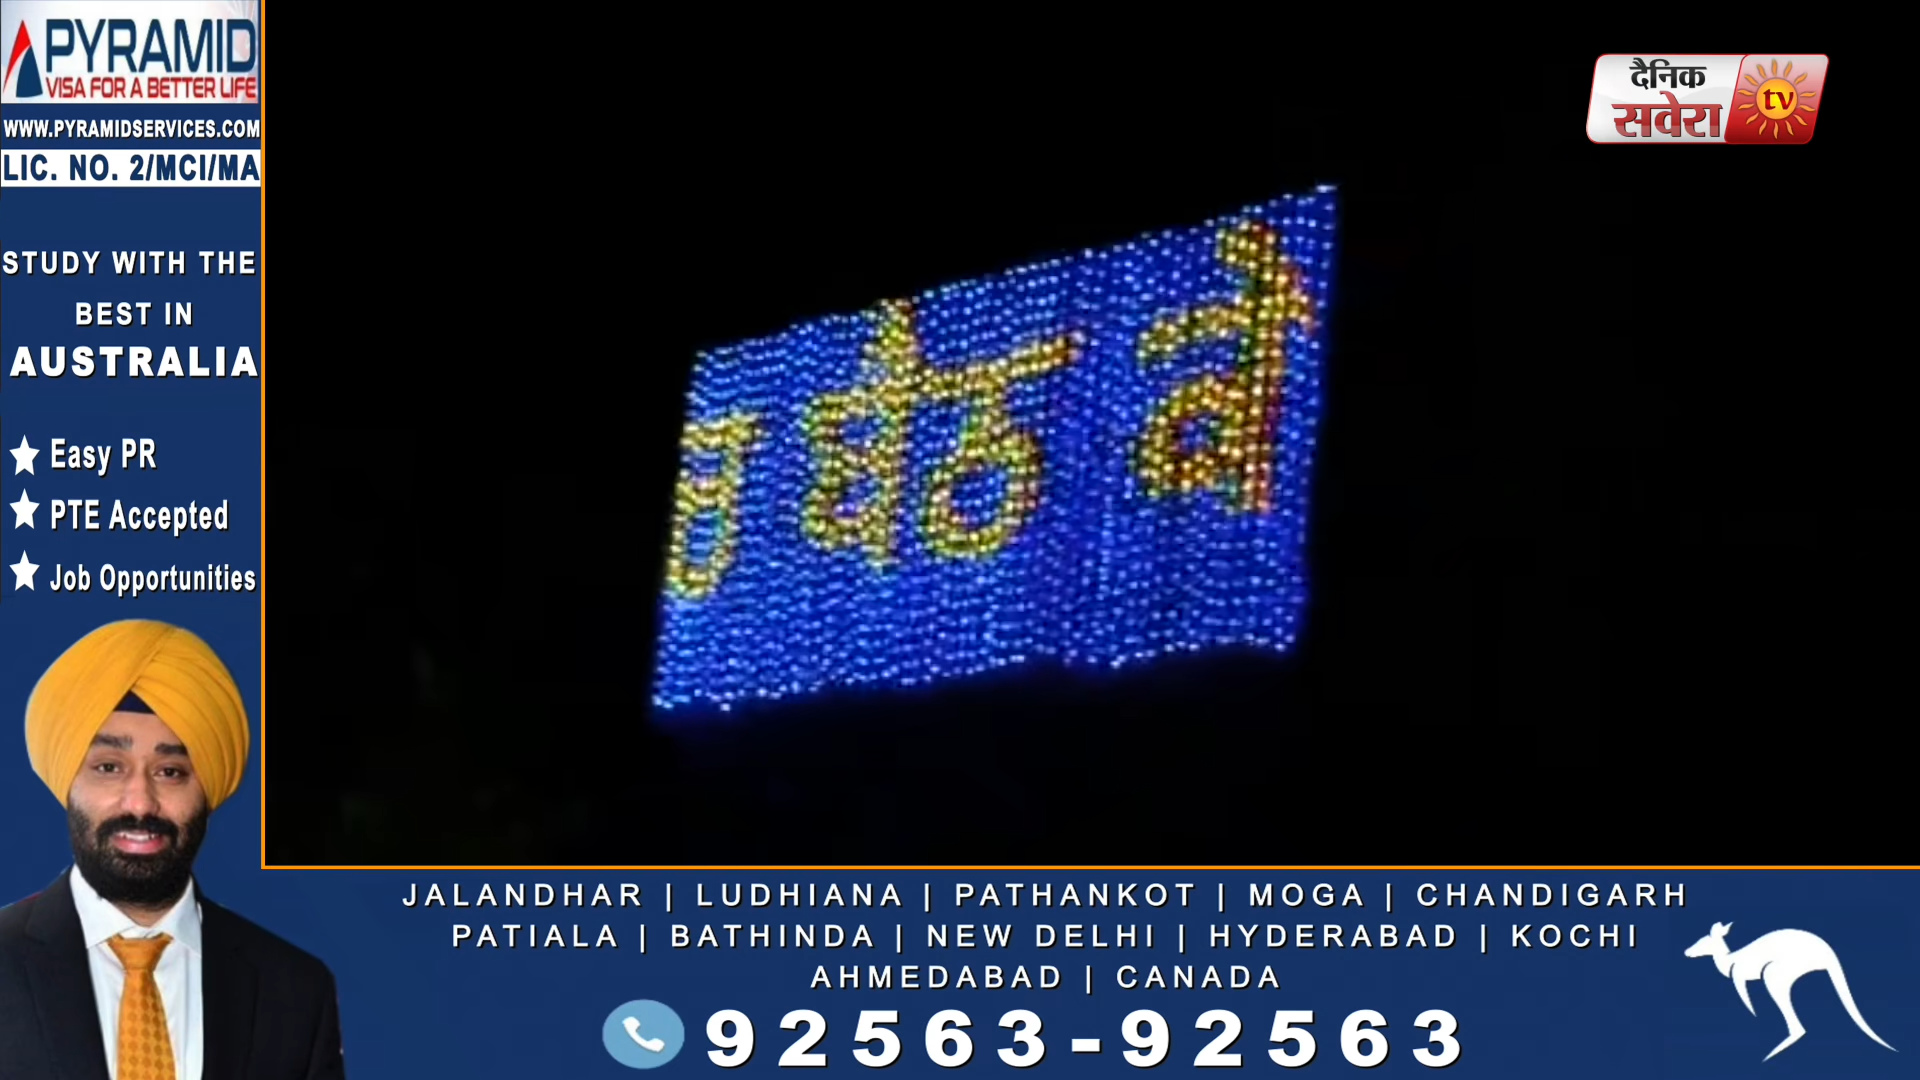 PYRAMID
VISA FOR A BETTER LIFE
WWW.PYRAMIDSERVICES.COM
LIC. NO. 2/MCI/MA
STUDY WITH THE
BEST IN
AUSTRALIA
Easy PR
PTE Accepted
Job Opportunities
दैनिक
सवेरा tv
JALANDHAR | LUDHIANA | PATHANKOT | MOGA | CHANDIGARH
PATIALA | BATHINDA | NEW DELHI | HYDERABAD | KOCHI
AHMEDABAD | CANADA
92563-92563